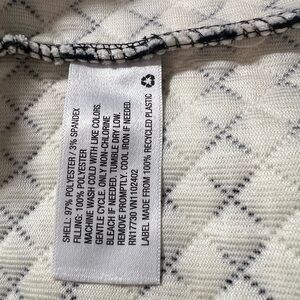 SHELL: 97% POLYESTER / 3% SPANDEX
FILLING: 100% POLYESTER
MACHINE WASH COLD WITH LIKE COLORS.
GENTLE CYCLE. ONLY NON-CHLORINE
BLEACH IF NEEDED. TUMBLE DRY LOW.
REMOVE PROMPTLY. COOL IRON IF NEEDED.
RN17730 VN1102402
LABEL MADE FROM 100% RECYCLED PLASTIC